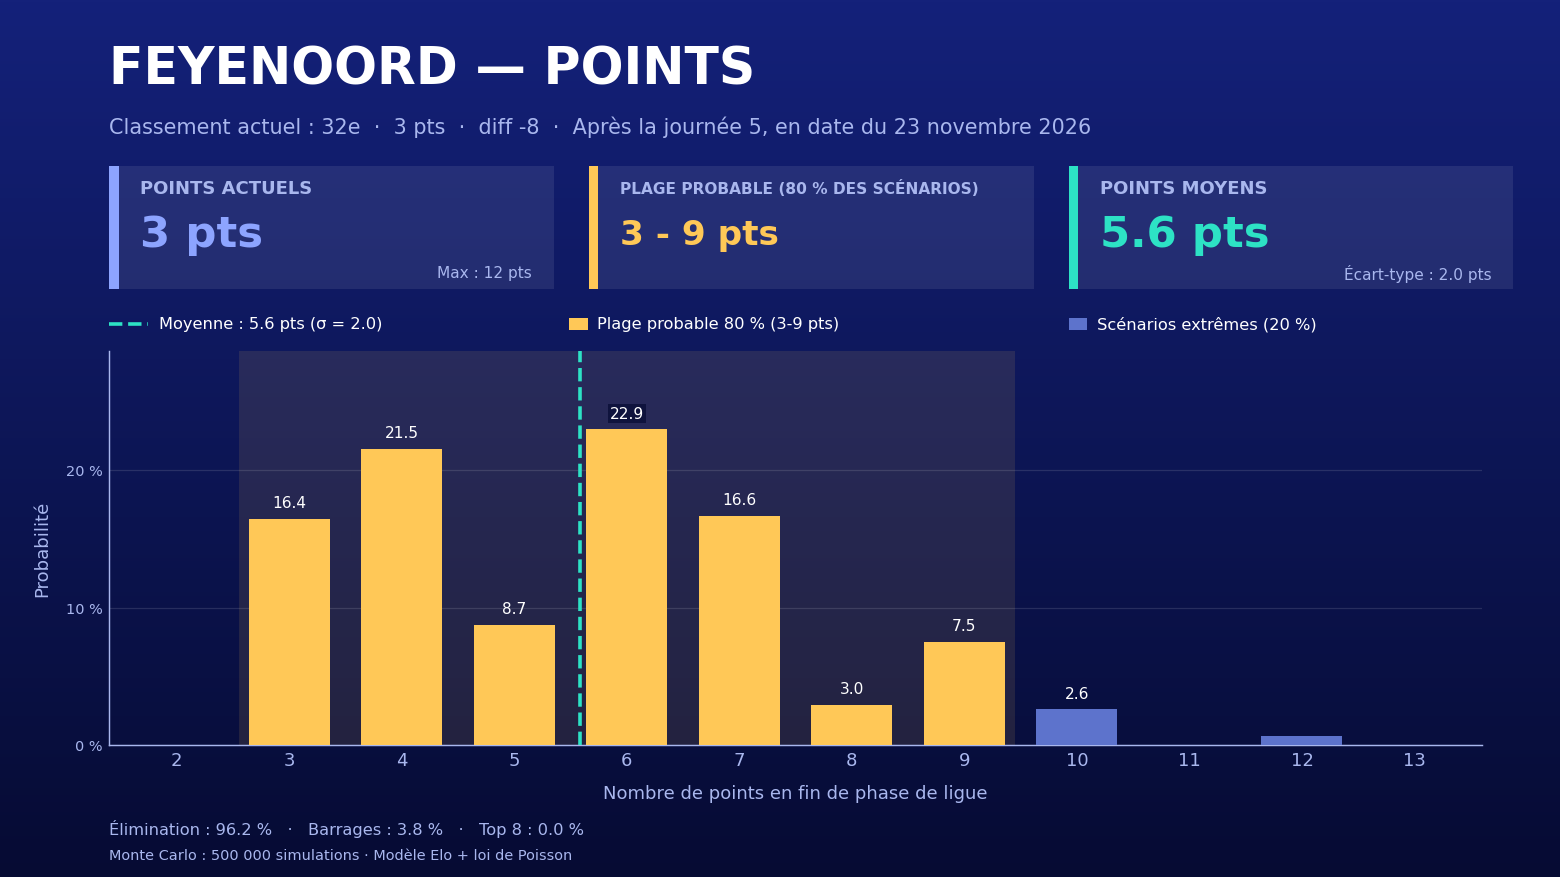 FEYENOORD — POINTS
Classement actuel : 32e · 3 pts · diff -8 · Après la journée 5, en date du 23 novembre 2026
POINTS ACTUELS
3 pts
Max : 12 pts
PLAGE PROBABLE (80 % DES SCÉNARIOS)
3 - 9 pts
POINTS MOYENS
5.6 pts
Écart-type : 2.0 pts
Moyenne : 5.6 pts (σ = 2.0)
Plage probable 80 % (3-9 pts)
Scénarios extrêmes (20 %)
Probabilité
20 %
10 %
0 %
16.4
21.5
8.7
22.9
16.6
3.0
7.5
2.6
2 3 4 5 6 7 8 9 10 11 12 13
Nombre de points en fin de phase de ligue
Élimination : 96.2 % · Barrages : 3.8 % · Top 8 : 0.0 %
Monte Carlo : 500 000 simulations · Modèle Elo + loi de Poisson